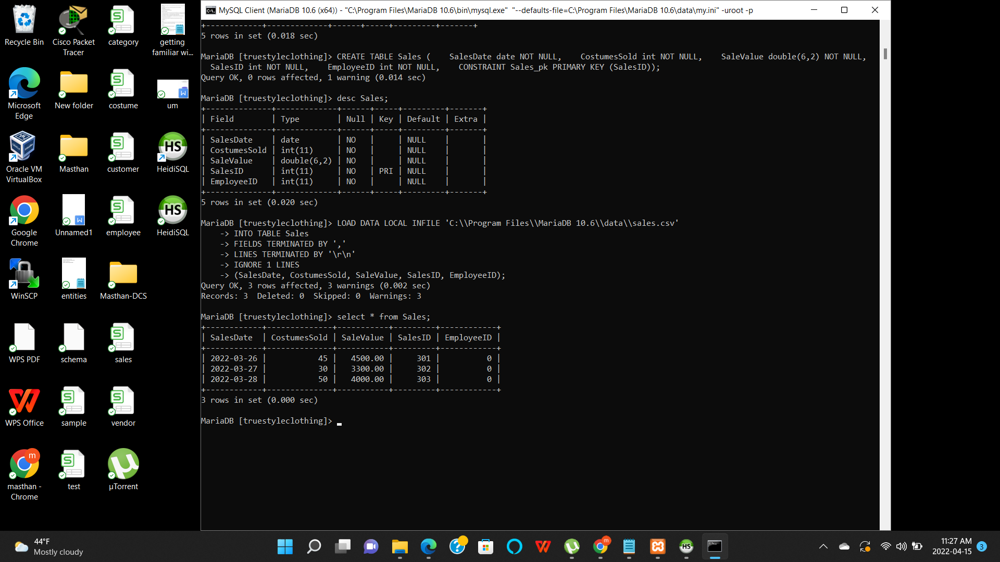 Recycle Bin
Cisco Packet
Tracer
category
getting
familiar wi...
Microsoft
Edge
New folder
costume
um
Oracle VM
VirtualBox
Masthan
customer
HeidiSQL
Google
Chrome
Unnamed1
employee
HeidiSQL
WinSCP
entities
Masthan-DCS
WPS PDF
schema
sales
WPS Office
sample
vendor
masthan -
Chrome
test
µTorrent
MySQL Client (MariaDB 10.6 (x64)) - "C:\Program Files\MariaDB 10.6\bin\mysql.exe"  "--defaults-file=C:\Program Files\MariaDB 10.6\data\my.ini" -uroot -p
+------------+-------------+------+-----+---------+-------+
5 rows in set (0.018 sec)
MariaDB [truestyleclothing]> CREATE TABLE Sales (    SalesDate date NOT NULL,    CostumesSold int NOT NULL,    SaleValue double(6,2) NOT NULL,
  SalesID int NOT NULL,    EmployeeID int NOT NULL,    CONSTRAINT Sales_pk PRIMARY KEY (SalesID));
Query OK, 0 rows affected, 1 warning (0.014 sec)
MariaDB [truestyleclothing]> desc Sales;
+--------------+-------------+------+-----+---------+-------+
| Field        | Type        | Null | Key | Default | Extra |
+--------------+-------------+------+-----+---------+-------+
| SalesDate    | date        | NO   |     | NULL    |       |
| CostumesSold | int(11)     | NO   |     | NULL    |       |
| SaleValue    | double(6,2) | NO   |     | NULL    |       |
| SalesID      | int(11)     | NO   | PRI | NULL    |       |
| EmployeeID   | int(11)     | NO   |     | NULL    |       |
+--------------+-------------+------+-----+---------+-------+
5 rows in set (0.020 sec)
MariaDB [truestyleclothing]> LOAD DATA LOCAL INFILE 'C:\\Program Files\\MariaDB 10.6\\data\\sales.csv'
    -> INTO TABLE Sales
    -> FIELDS TERMINATED BY ','
    -> LINES TERMINATED BY '\r\n'
    -> IGNORE 1 LINES
    -> (SalesDate, CostumesSold, SaleValue, SalesID, EmployeeID);
Query OK, 3 rows affected, 3 warnings (0.002 sec)
Records: 3  Deleted: 0  Skipped: 0  Warnings: 3
MariaDB [truestyleclothing]> select * from Sales;
+------------+--------------+-----------+---------+------------+
| SalesDate  | CostumesSold | SaleValue | SalesID | EmployeeID |
+------------+--------------+-----------+---------+------------+
| 2022-03-26 |           45 |   4500.00 |     301 |          0 |
| 2022-03-27 |           30 |   3300.00 |     302 |          0 |
| 2022-03-28 |           50 |   4000.00 |     303 |          0 |
+------------+--------------+-----------+---------+------------+
3 rows in set (0.000 sec)
MariaDB [truestyleclothing]>
44°F
Mostly cloudy
11:27 AM
2022-04-15
3